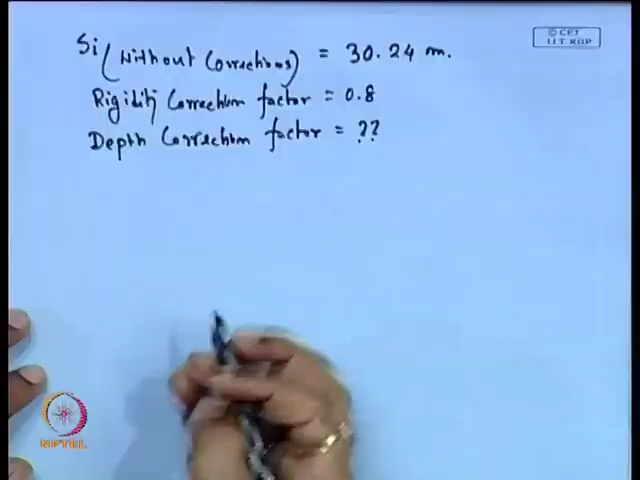 Si (Without Corrections) = 30.24 m.
Rigidity Correction factor = 0.8
Depth Correction factor = ??
© CET
I.I.T. KGP
NPTEL